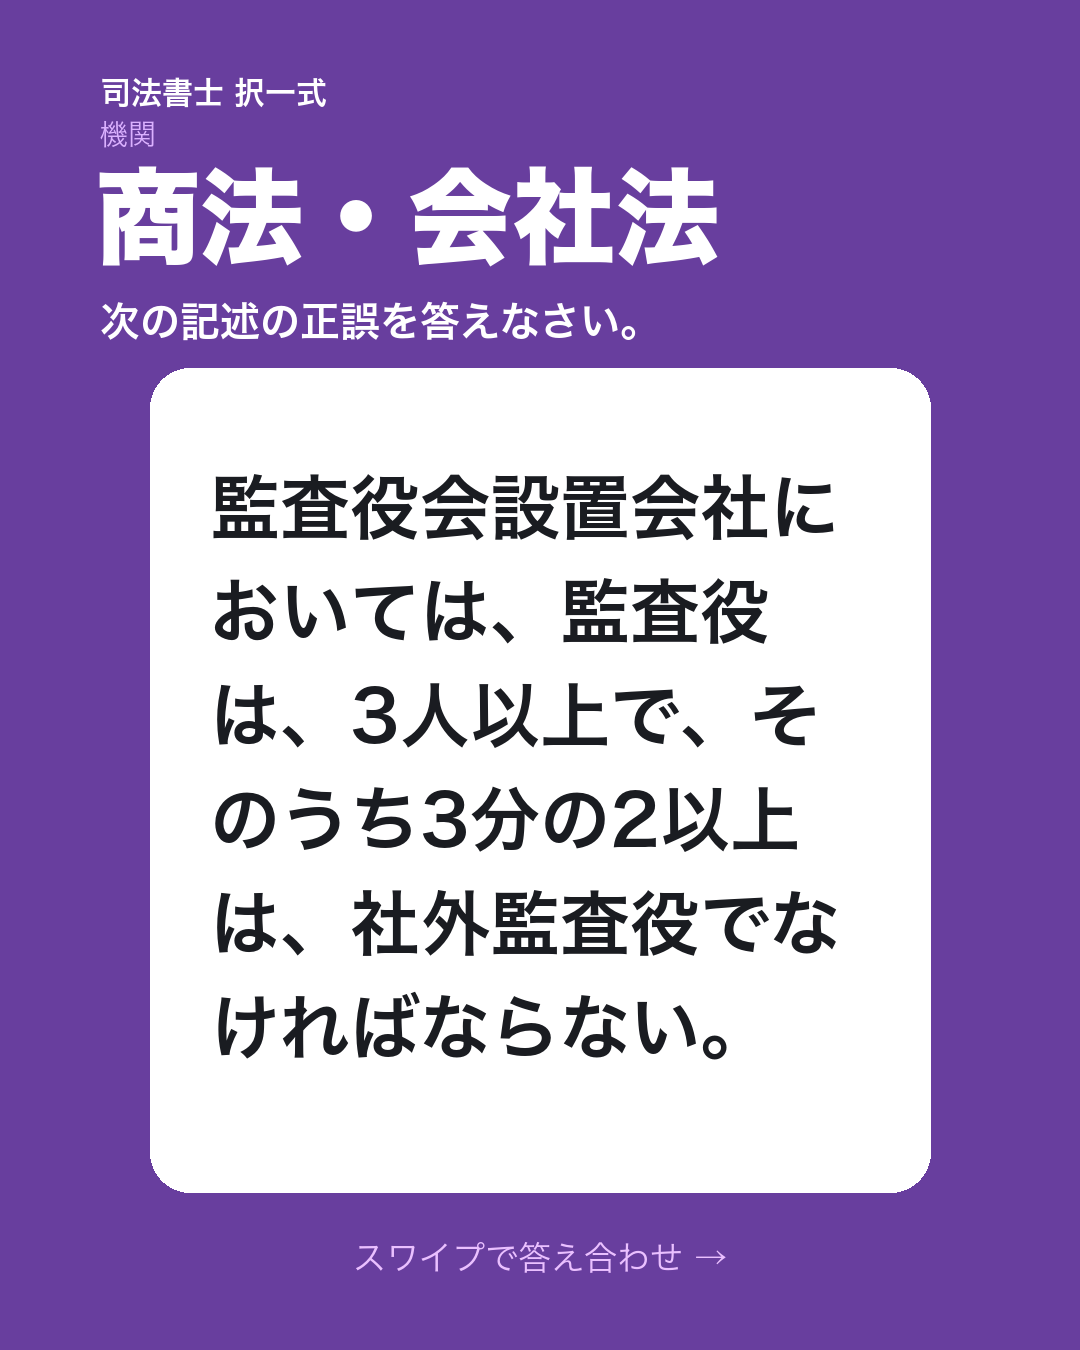 司法書士 択一式
機関
商法・会社法
次の記述の正誤を答えなさい。
監査役会設置会社に
おいては、監査役
は、3人以上で、そ
のうち3分の2以上
は、社外監査役でな
ければならない。
スワイプで答え合わせ →